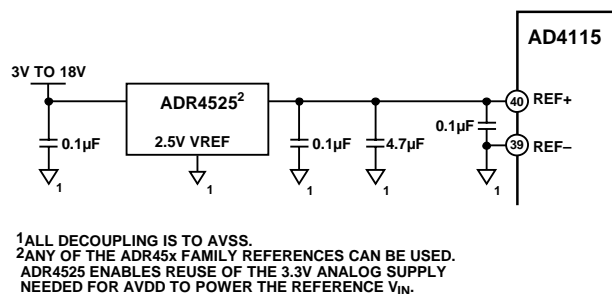 AD4115
3V TO 18V
ADR4525²
2.5V VREF
0.1µF
0.1µF
4.7µF
0.1µF
40 REF+
39 REF–
1
1
1
1
1
¹ALL DECOUPLING IS TO AVSS.
²ANY OF THE ADR45x FAMILY REFERENCES CAN BE USED.
ADR4525 ENABLES REUSE OF THE 3.3V ANALOG SUPPLY
NEEDED FOR AVDD TO POWER THE REFERENCE VIN.